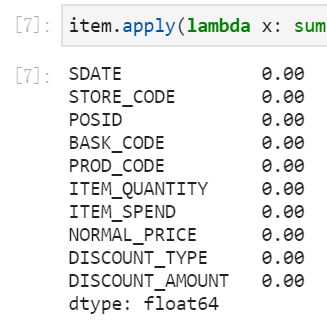 [7]: item.apply(lambda x: sum
[7]: SDATE 0.00
STORE_CODE 0.00
POSID 0.00
BASK_CODE 0.00
PROD_CODE 0.00
ITEM_QUANTITY 0.00
ITEM_SPEND 0.00
NORMAL_PRICE 0.00
DISCOUNT_TYPE 0.00
DISCOUNT_AMOUNT 0.00
dtype: float64